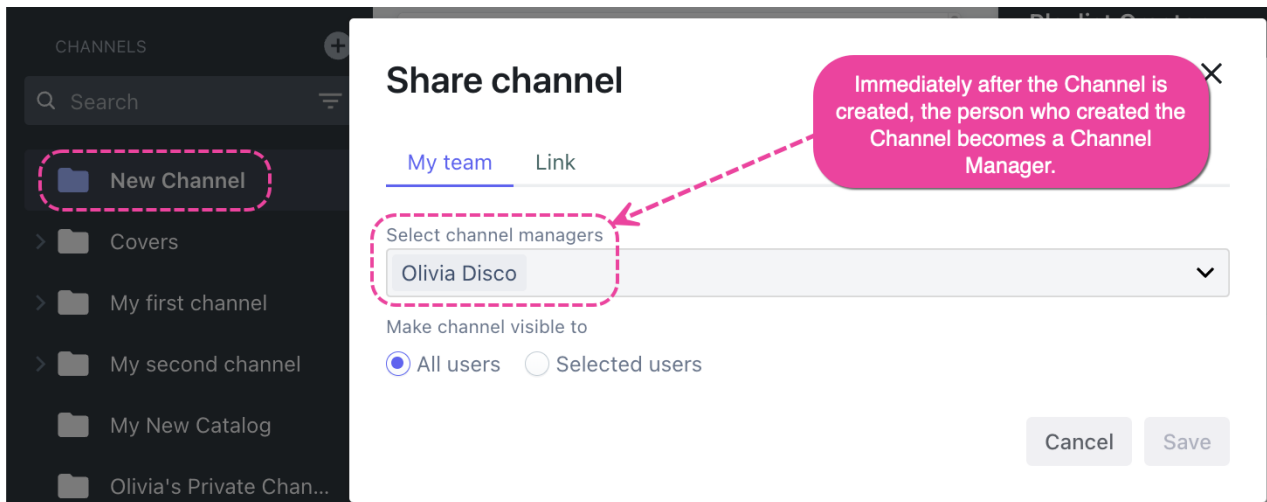 CHANNELS
Search
New Channel
Covers
My first channel
My second channel
My New Catalog
Olivia's Private Chan...
Share channel
My team
Link
Immediately after the Channel is
created, the person who created the
Channel becomes a Channel
Manager.
Select channel managers
Olivia Disco
Make channel visible to
All users
Selected users
Cancel
Save